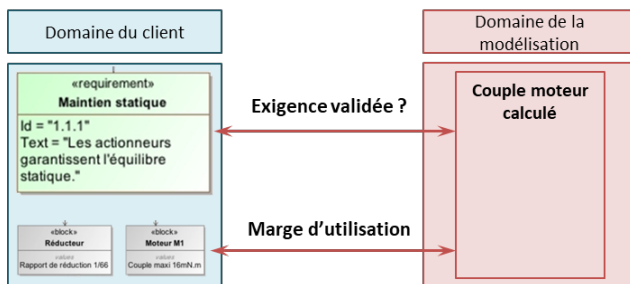 Domaine du client
Domaine de la
modélisation
«requirement»
Maintien statique
Id = "1.1.1"
Text = "Les actionneurs
garantissent l'équilibre
statique."
Exigence validée ?
Couple moteur
calculé
«block»
Réducteur
values
Rapport de réduction 1/66
«block»
Moteur M1
values
Couple maxi 16mN.m
Marge d’utilisation